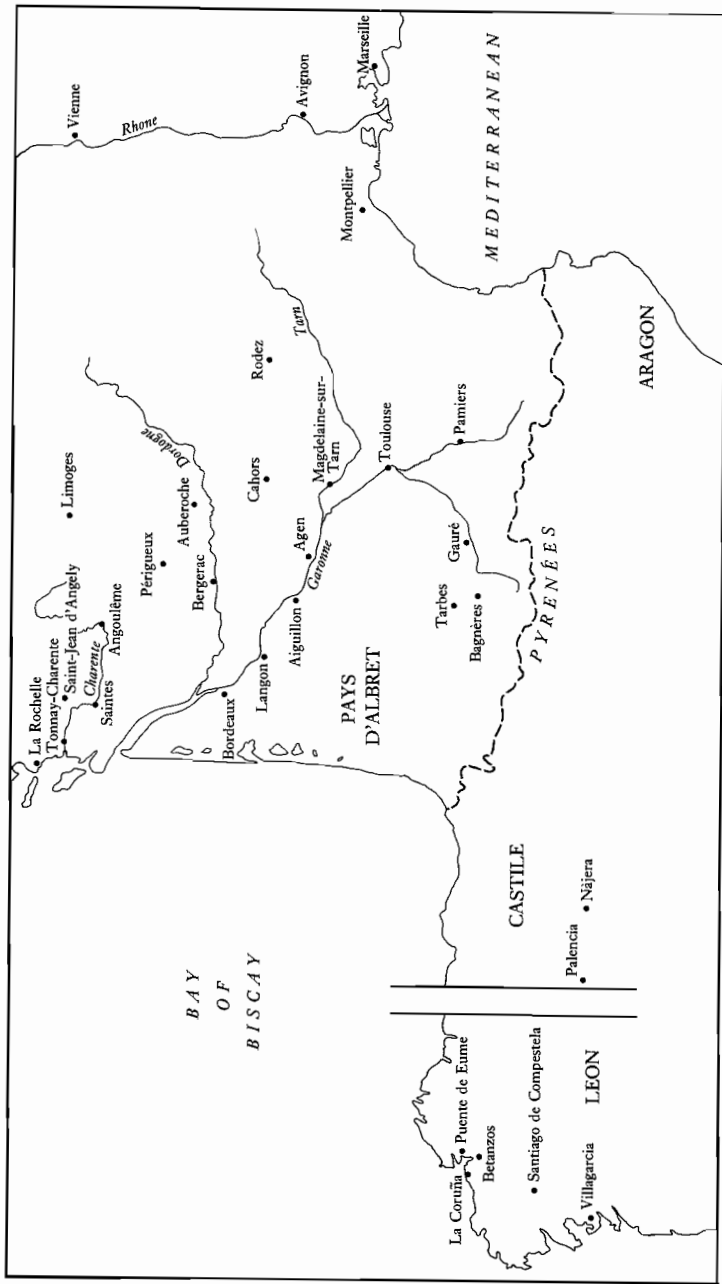 La Rochelle
Tonnay-Charente
Saint-Jean d'Angely
Charente
Saintes
Angoulême
Limoges
Périgueux
Dordogne
Auberoche
Bergerac
Vienne
Rhone
Avignon
Marseille
Montpellier
MEDITERRANEAN
Bordeaux
Langon
Aiguillon
Agen
Garonne
Cahors
Rodez
Tarn
Magdelaine-sur-
Tarn
Toulouse
Pamiers
Gauré
Tarbes
Bagnères
PAYS
D'ALBRET
PYRENÉES
ARAGON
BAY
OF
BISCAY
CASTILE
Palencia
Nàjera
La Coruña
Puente de Eume
Betanzos
Santiago de Compestela
LEON
Villagarcia